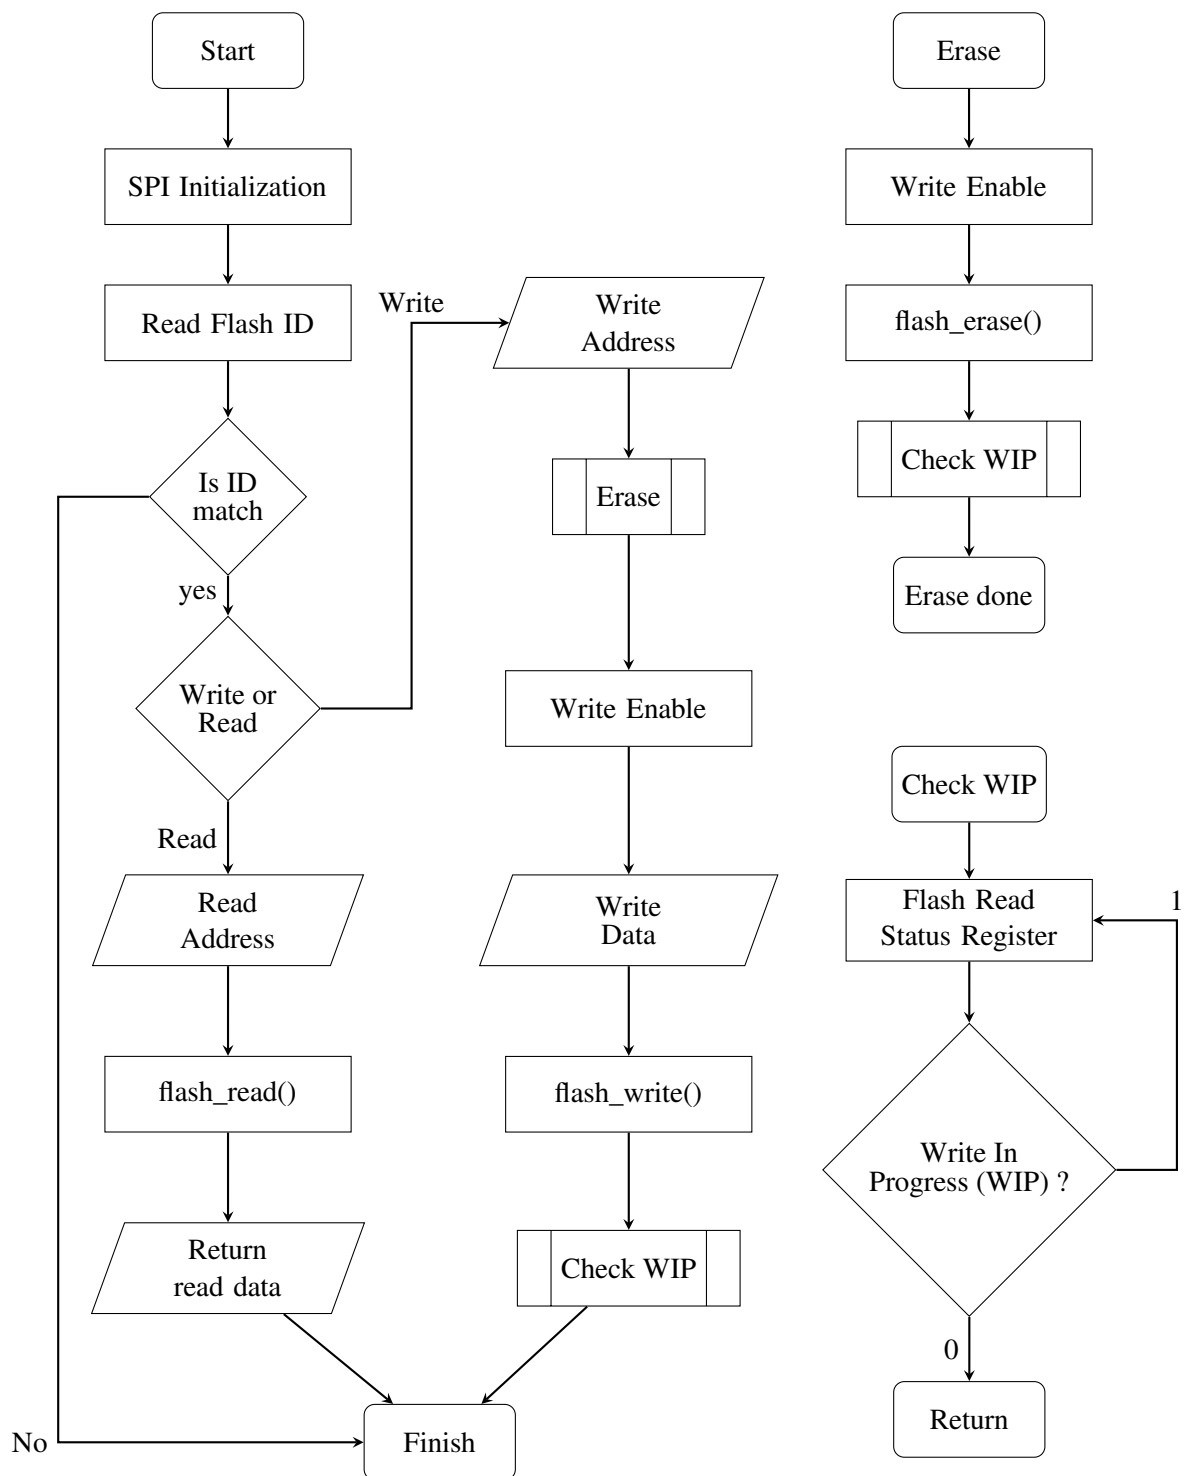 Start
SPI Initialization
Read Flash ID
Is ID
match
yes
Write or
Read
Read
Read
Address
flash_read()
Return
read data
No
Finish
Write
Write
Address
Erase
Write Enable
Write
Data
flash_write()
Check WIP
Erase
Write Enable
flash_erase()
Check WIP
Erase done
Check WIP
Flash Read
Status Register
1
Write In
Progress (WIP) ?
0
Return